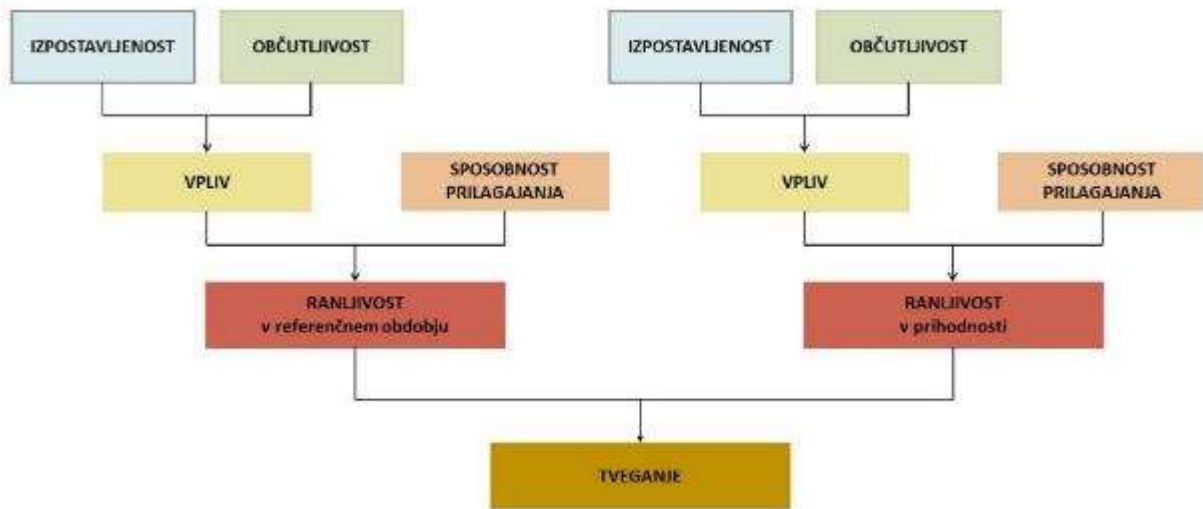 IZPOSTAVLJENOST
OBČUTLJIVOST
IZPOSTAVLJENOST
OBČUTLJIVOST
VPLIV
SPOSOBNOST
PRILAGAJANJA
VPLIV
SPOSOBNOST
PRILAGAJANJA
RANLJIVOST
v referenčnem obdobju
RANLJIVOST
v prihodnosti
TVEGANJE